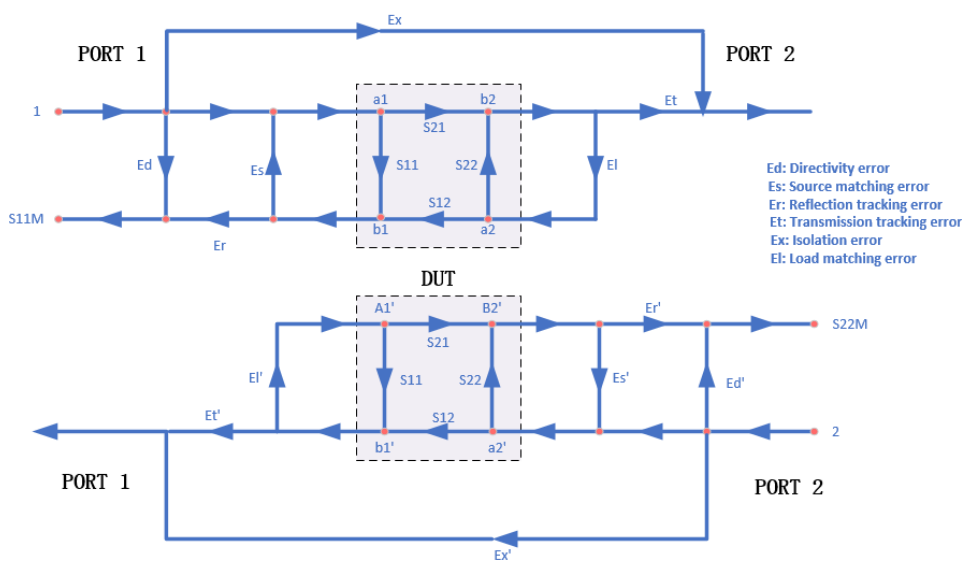 Ex
PORT 1
PORT 2
a1
b2
Et
1
S21
Ed
Es
S11
S22
El
S11M
S12
Er
b1
a2
Ed: Directivity error
Es: Source matching error
Er: Reflection tracking error
Et: Transmission tracking error
Ex: Isolation error
El: Load matching error
DUT
A1'
B2'
Er'
S22M
S21
El'
S11
S22
Es'
Ed'
Et'
S12
2
b1'
a2'
PORT 1
PORT 2
Ex'